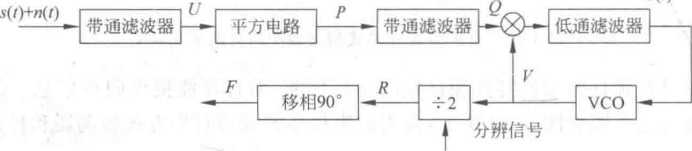 s(t)+n(t)
带通滤波器
U
平方电路
P
带通滤波器
Q
低通滤波器
V
F
移相90°
R
÷2
VCO
分辨信号